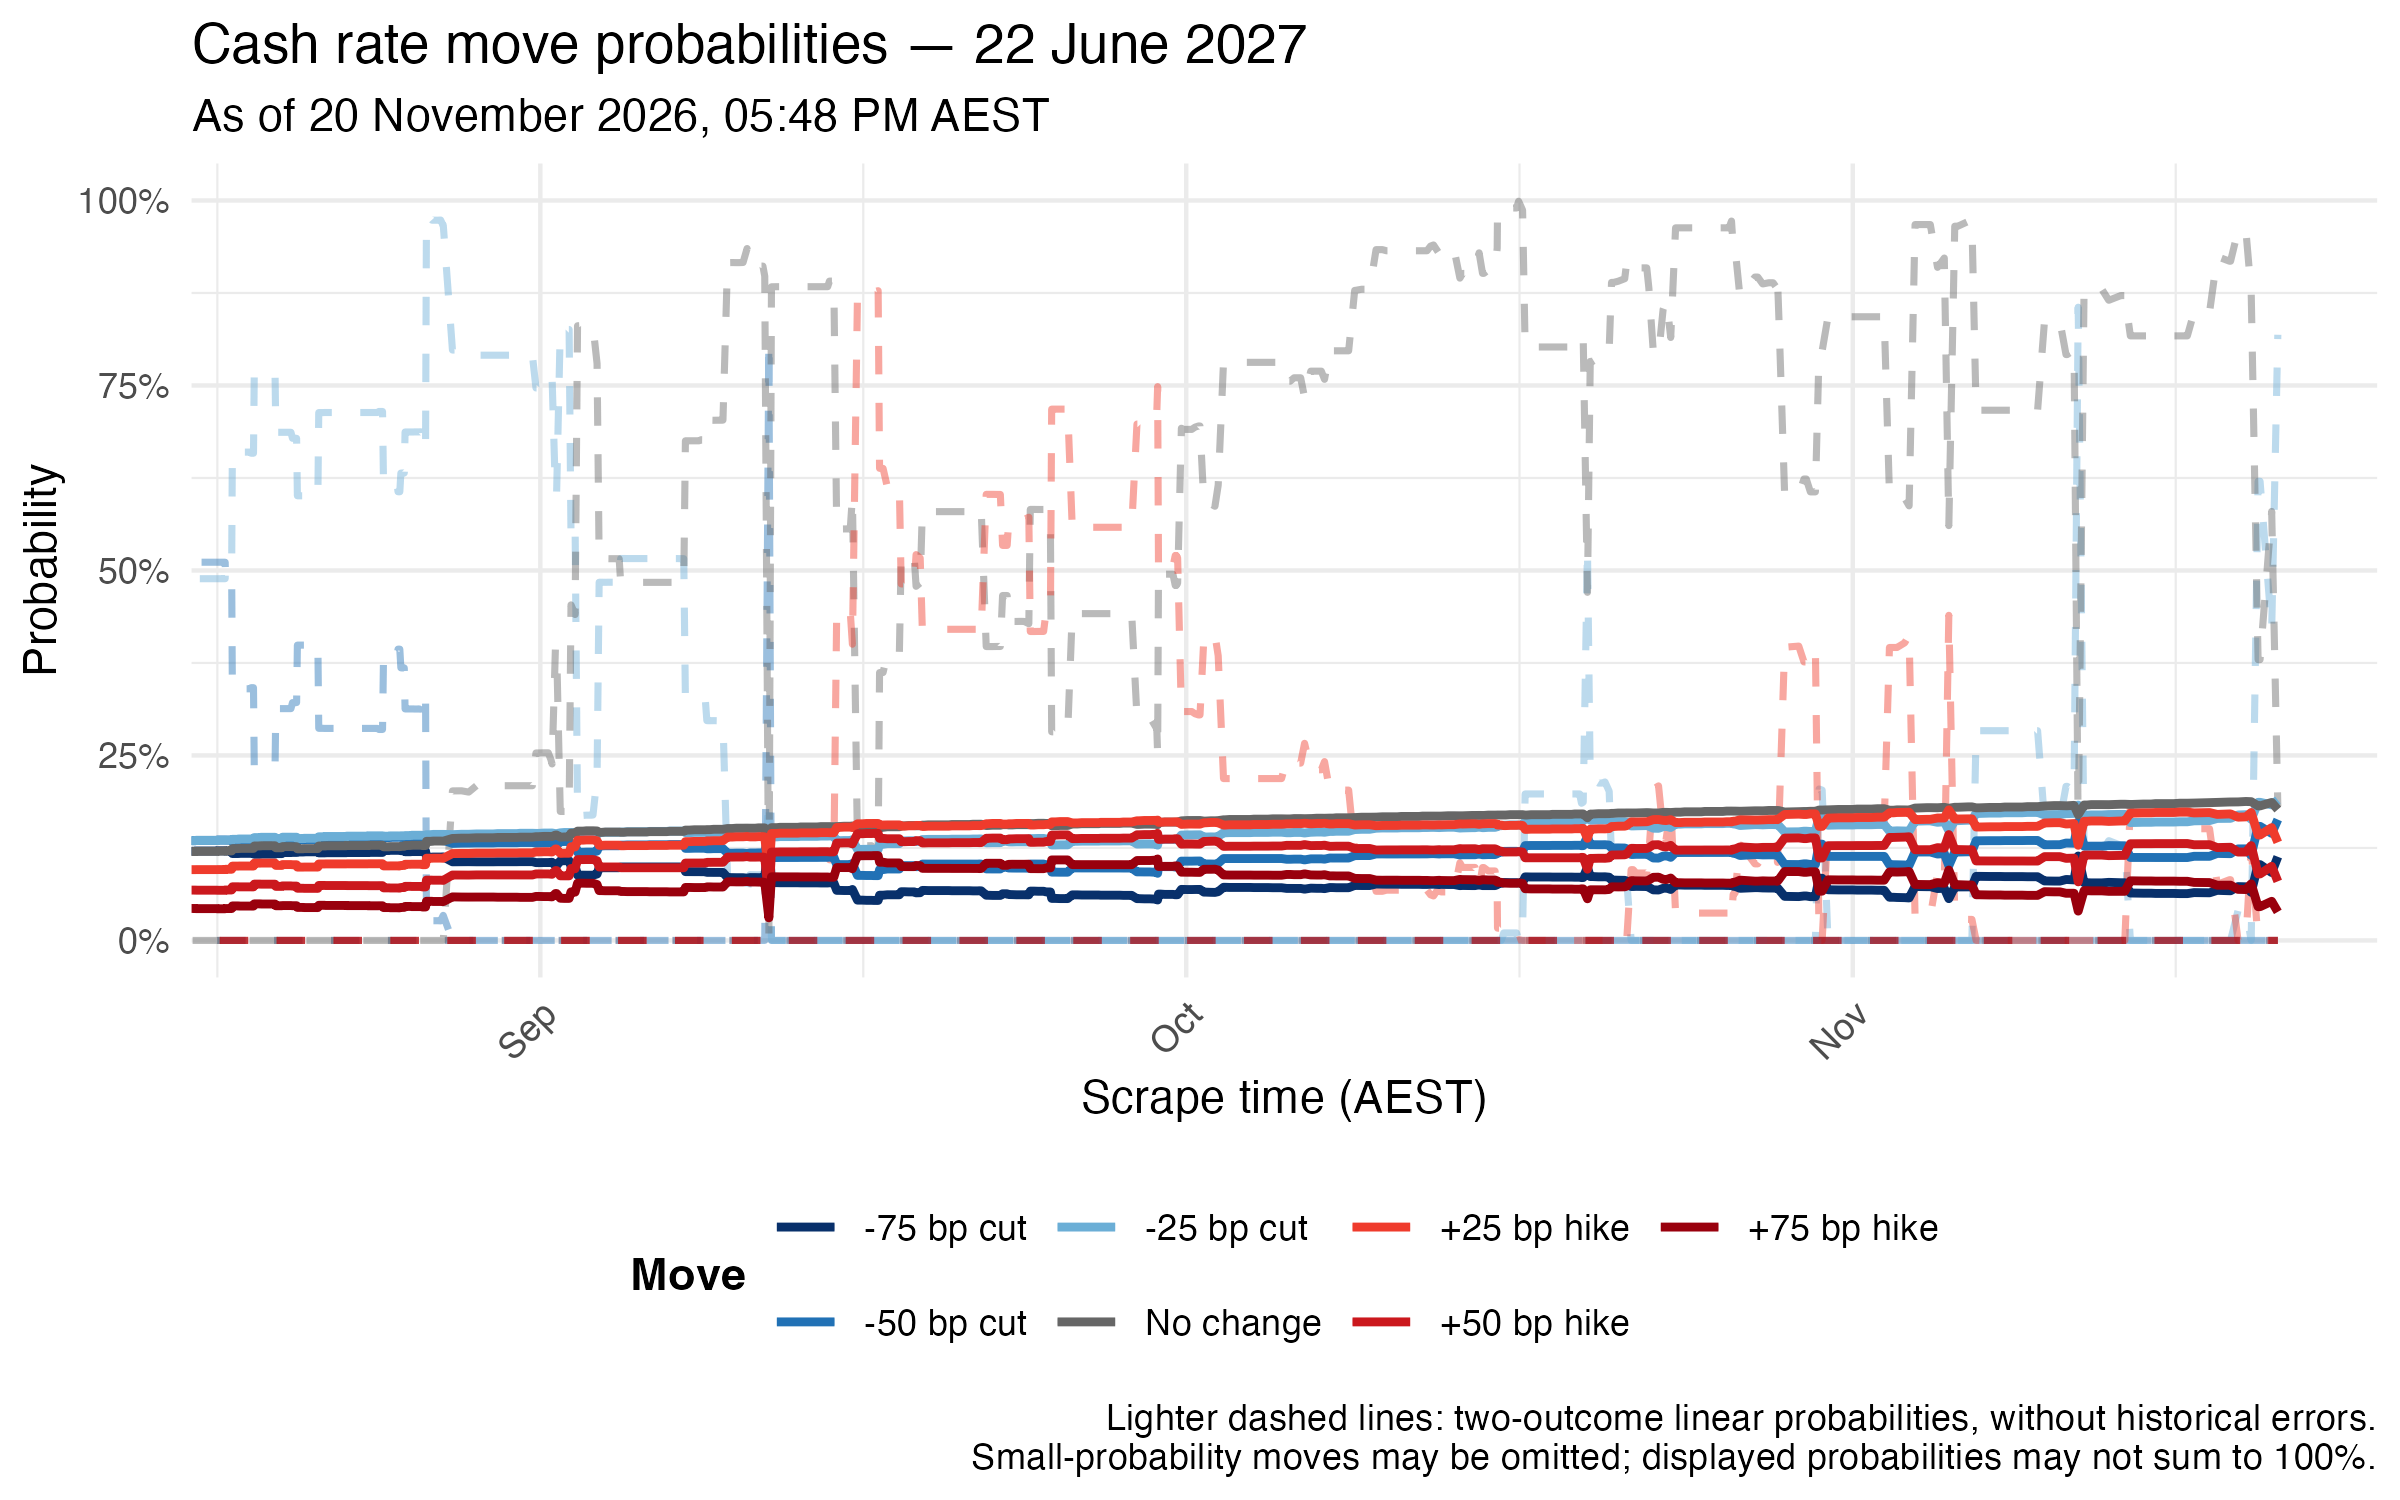 Cash rate move probabilities — 22 June 2027
As of 20 November 2026, 05:48 PM AEST
Probability
100%
75%
50%
25%
0%
Sep
Oct
Nov
Scrape time (AEST)
Move
-75 bp cut
-25 bp cut
+25 bp hike
+75 bp hike
-50 bp cut
No change
+50 bp hike
Lighter dashed lines: two-outcome linear probabilities, without historical errors.
Small-probability moves may be omitted; displayed probabilities may not sum to 100%.